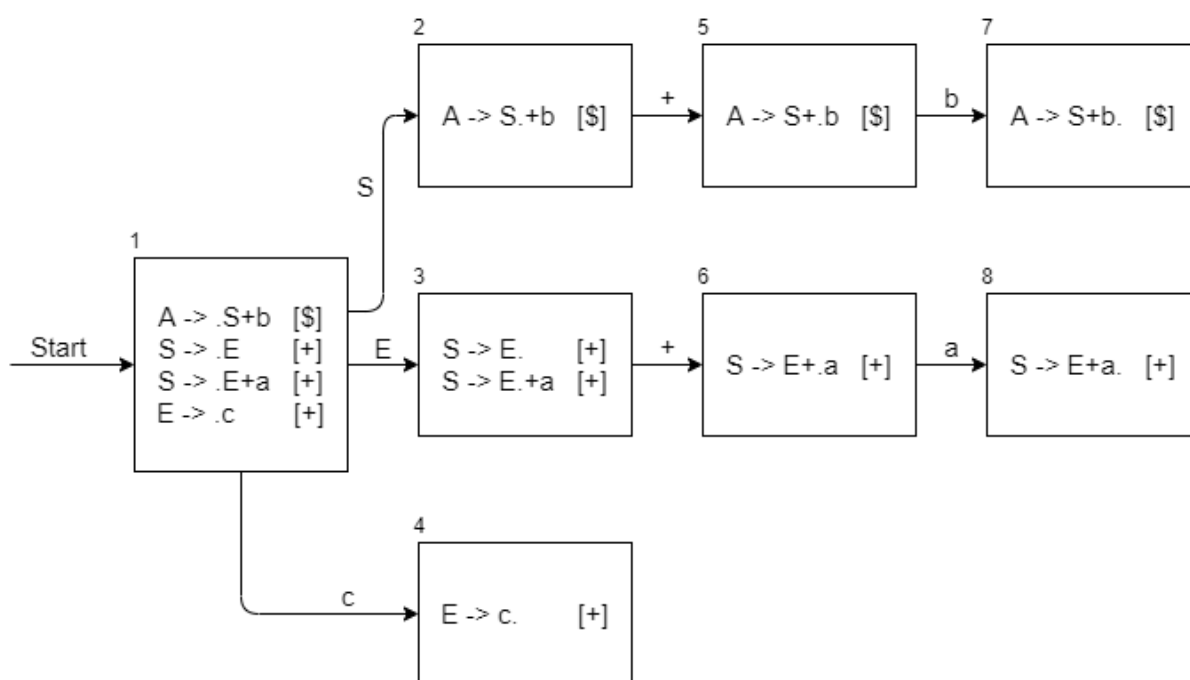 2
A -> S.+b [$]
+
5
A -> S+.b [$]
b
7
A -> S+b. [$]
S
1
Start
A -> .S+b [$]
S -> .E [+]
S -> .E+a [+]
E -> .c [+]
E
3
S -> E. [+]
S -> E.+a [+]
+
6
S -> E+.a [+]
a
8
S -> E+a. [+]
c
4
E -> c. [+]